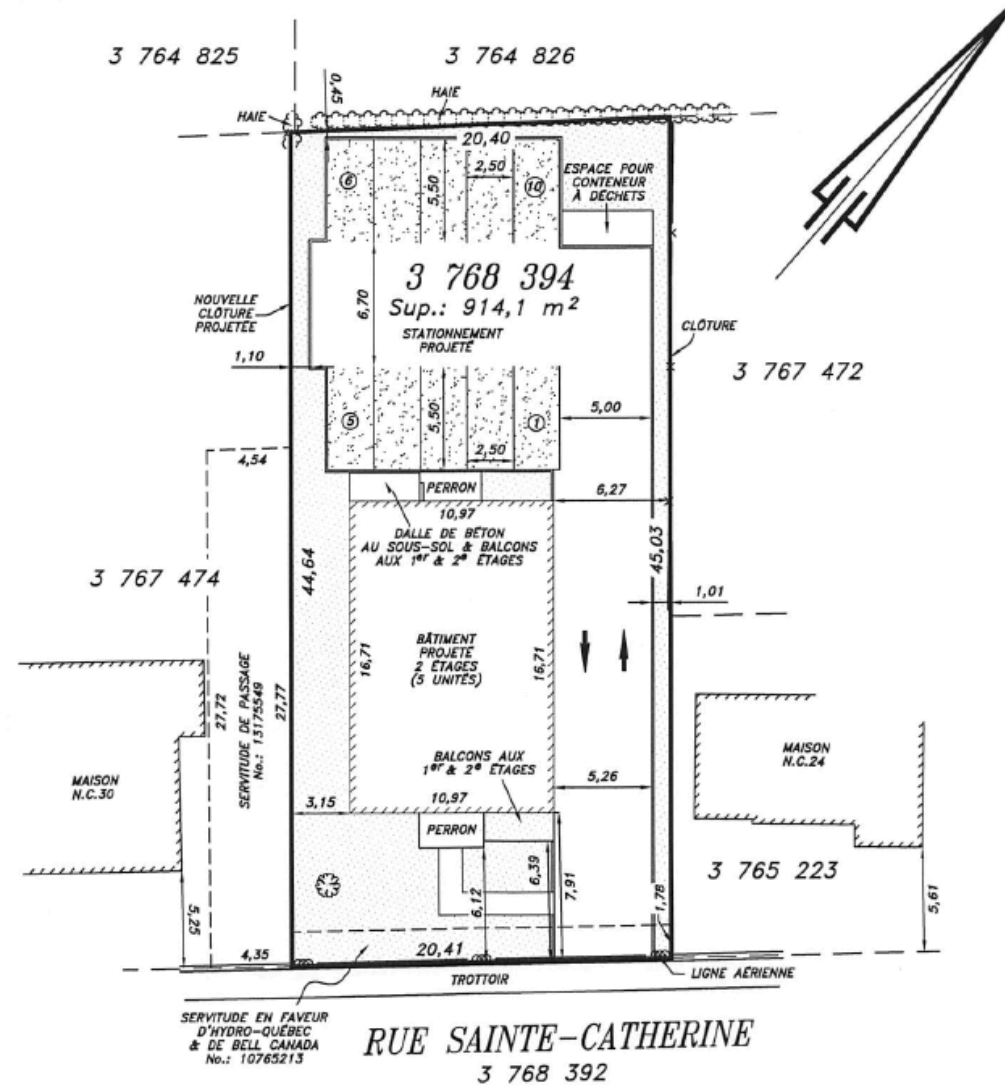 3 764 825
3 764 826
0,45
HAIE
HAIE
20,40
2,50
5,50
6
10
ESPACE POUR
CONTENEUR
À DÉCHETS
3 768 394
Sup.: 914,1 m²
6,70
STATIONNEMENT
PROJETÉ
NOUVELLE
CLÔTURE
PROJETÉE
CLÔTURE
1,10
3 767 472
5,50
5,00
5
1
2,50
4,54
6,27
PERRON
10,97
DALLE DE BÉTON
AU SOUS-SOL & BALCONS
AUX 1er & 2e ÉTAGES
44,64
45,03
3 767 474
1,01
BÂTIMENT
PROJETÉ
2 ÉTAGES
(5 UNITÉS)
16,71
16,71
27,72
SERVITUDE DE PASSAGE
No.: 13175549
27,77
MAISON
N.C.30
MAISON
N.C.24
BALCONS AUX
1er & 2e ÉTAGES
5,26
3,15
10,97
PERRON
6,39
7,91
6,12
3 765 223
1,78
5,61
5,25
4,35
20,41
LIGNE AÉRIENNE
TROTTOIR
SERVITUDE EN FAVEUR
D'HYDRO-QUÉBEC
& DE BELL CANADA
No.: 10765213
RUE SAINTE-CATHERINE
3 768 392